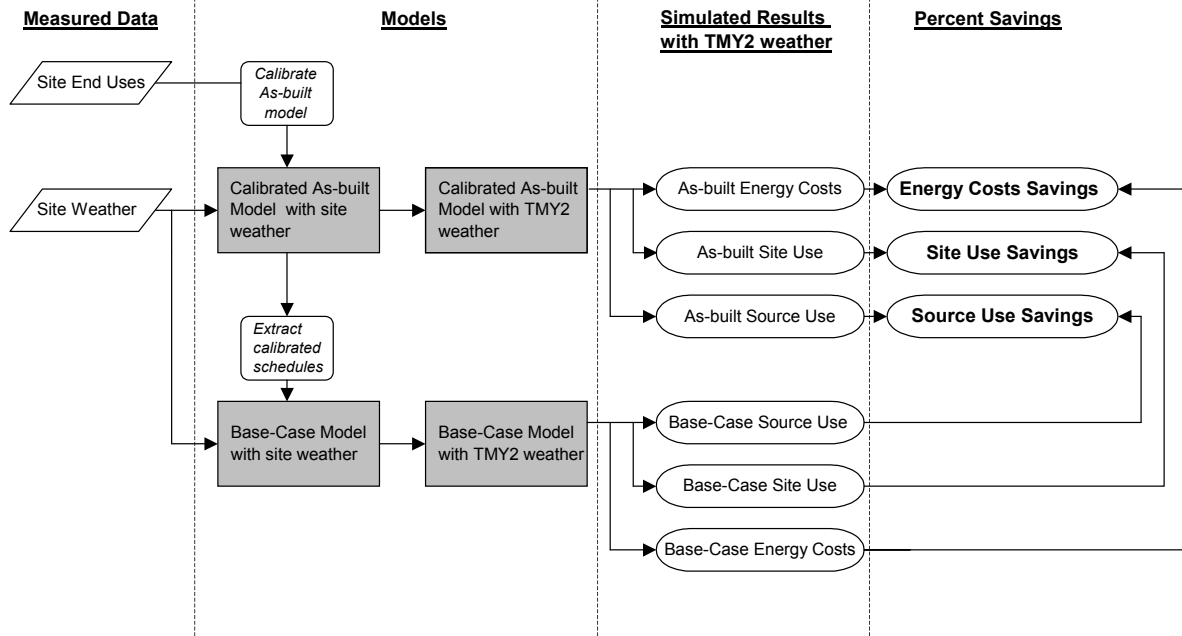 Measured Data
Models
Simulated Results
with TMY2 weather
Percent Savings
Site End Uses
Calibrate
As-built
model
Site Weather
Calibrated As-built
Model with site
weather
Calibrated As-built
Model with TMY2
weather
As-built Energy Costs
Energy Costs Savings
As-built Site Use
Site Use Savings
As-built Source Use
Source Use Savings
Extract
calibrated
schedules
Base-Case Model
with site weather
Base-Case Model
with TMY2 weather
Base-Case Source Use
Base-Case Site Use
Base-Case Energy Costs